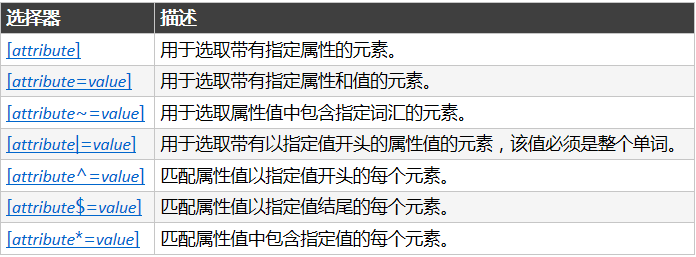 选择器 描述
[attribute] 用于选取带有指定属性的元素。
[attribute=value] 用于选取带有指定属性和值的元素。
[attribute~=value] 用于选取属性值中包含指定词汇的元素。
[attribute|=value] 用于选取带有以指定值开头的属性值的元素，该值必须是整个单词。
[attribute^=value] 匹配属性值以指定值开头的每个元素。
[attribute$=value] 匹配属性值以指定值结尾的每个元素。
[attribute*=value] 匹配属性值中包含指定值的每个元素。